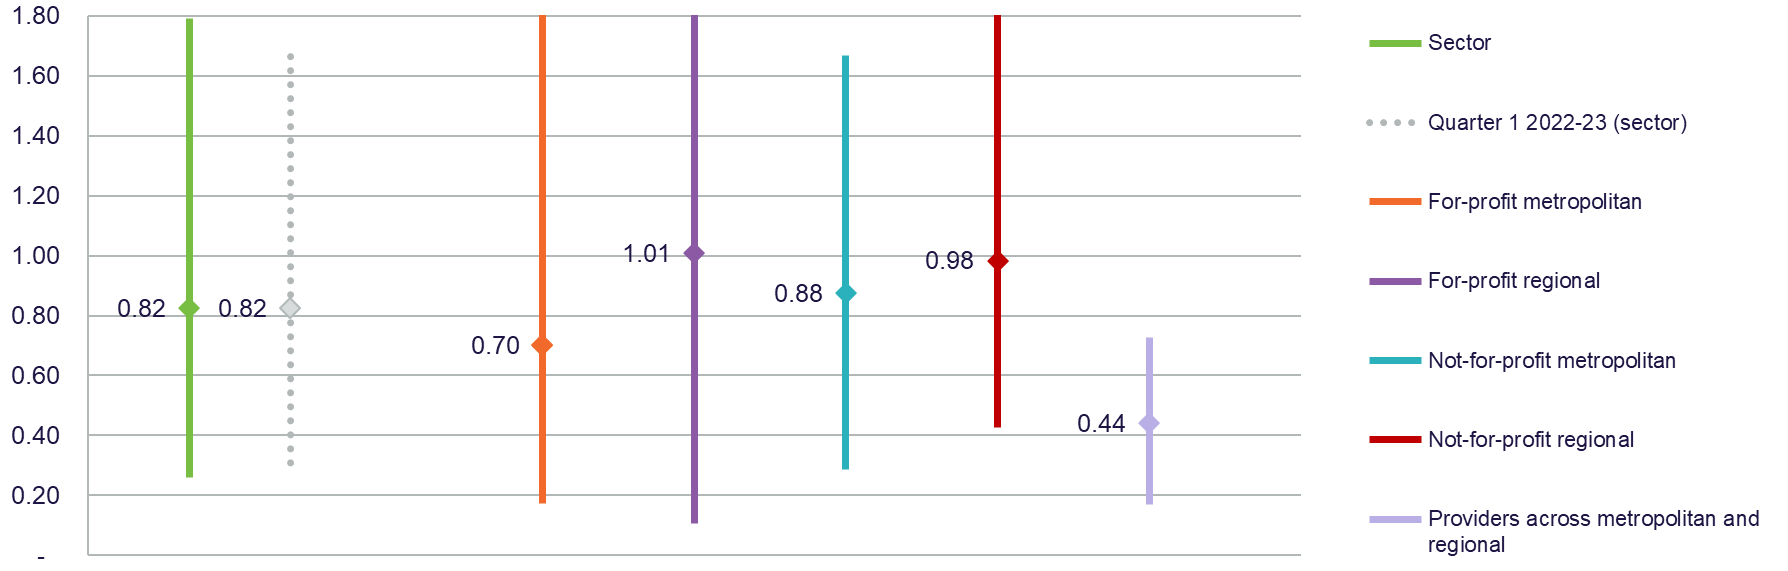 1.80
1.60
1.40
1.20
1.00
0.80
0.60
0.40
0.20
-
0.82
0.82
0.70
1.01
0.88
0.98
0.44
Sector
Quarter 1 2022-23 (sector)
For-profit metropolitan
For-profit regional
Not-for-profit metropolitan
Not-for-profit regional
Providers across metropolitan and
regional